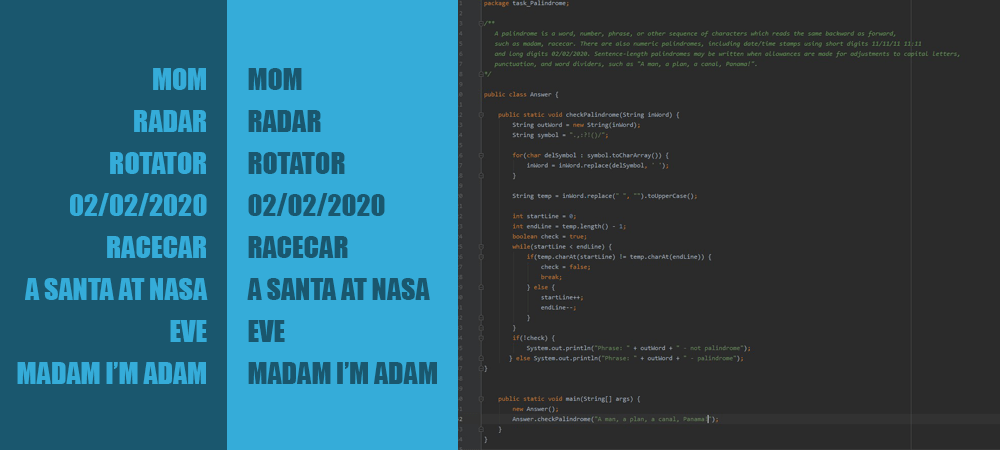 MOM
RADAR
ROTATOR
02/02/2020
RACECAR
A SANTA AT NASA
EVE
MADAM I'M ADAM
MOM
RADAR
ROTATOR
02/02/2020
RACECAR
A SANTA AT NASA
EVE
MADAM I'M ADAM
package task_Palindrome;
/**
A palindrome is a word, number, phrase, or other sequence of characters which reads the same backward as forward,
such as madam, racecar. There are also numeric palindromes, including date/time stamps using short digits 11/11/11 11:11
and long digits 02/02/2020. Sentence-length palindromes may be written when allowances are made for adjustments to capital letters,
punctuation, and word dividers, such as "A man, a plan, a canal, Panama!".
*/
public class Answer {
public static void checkPalindrome(String inWord) {
String outWord = new String(inWord);
String symbol = ".,:?!()/";
for(char delSymbol : symbol.toCharArray()) {
inWord = inWord.replace(delSymbol, ' ');
}
String temp = inWord.replace(" ", "").toUpperCase();
int startLine = 0;
int endLine = temp.length() - 1;
boolean check = true;
while(startLine < endLine) {
if(temp.charAt(startLine) != temp.charAt(endLine)) {
check = false;
break;
} else {
startLine++;
endLine--;
}
}
if(!check) {
System.out.println("Phrase: " + outWord + " - not palindrome");
} else System.out.println("Phrase: " + outWord + " - palindrome");
}
public static void main(String[] args) {
new Answer();
Answer.checkPalindrome("A man, a plan, a canal, Panama!");
}
}